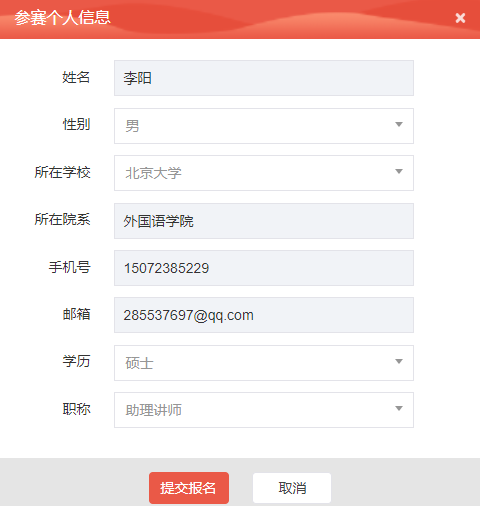 参赛个人信息
姓名 李阳
性别 男
所在学校 北京大学
所在院系 外国语学院
手机号 15072385229
邮箱 285537697@qq.com
学历 硕士
职称 助理讲师
提交报名 取消